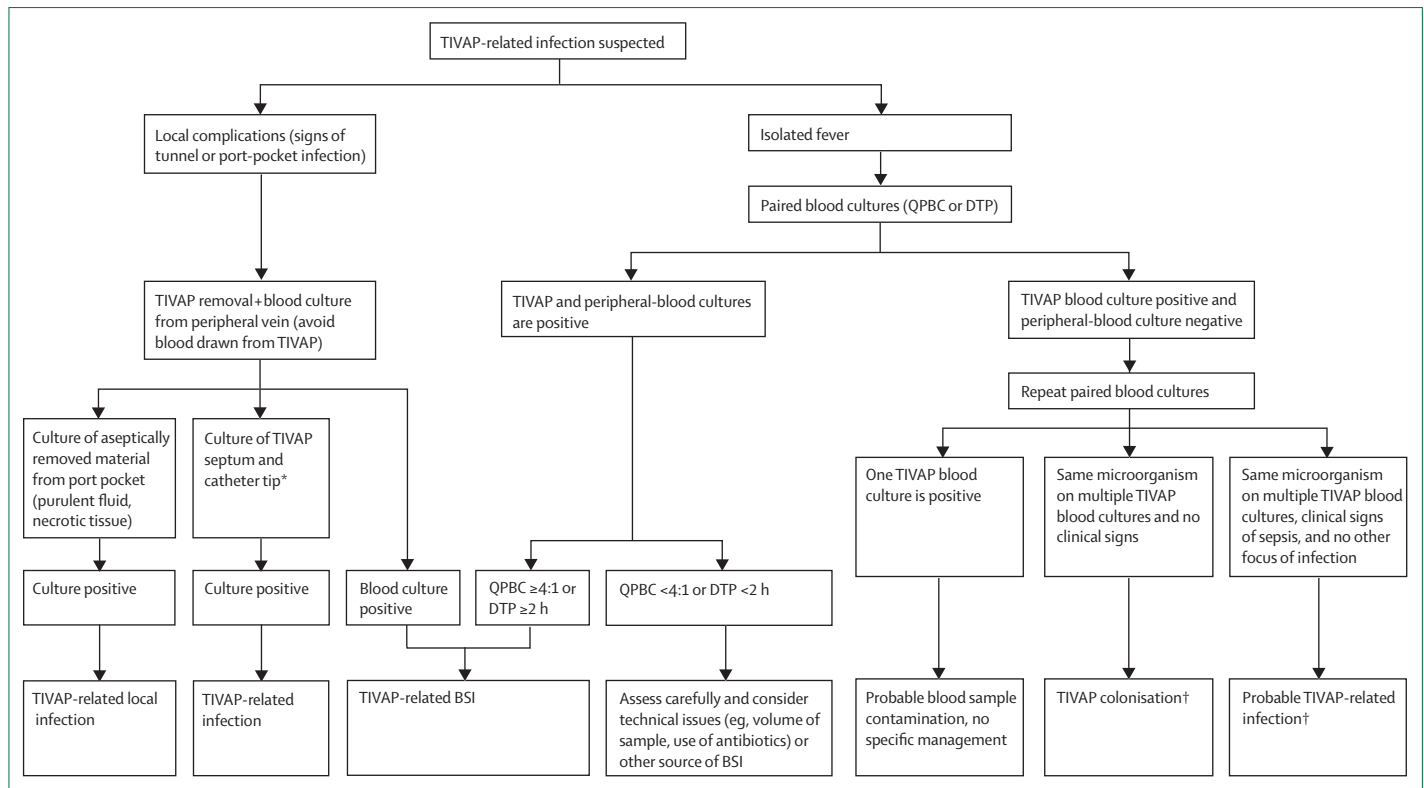 TIVAP-related infection suspected
Local complications (signs of
tunnel or port-pocket infection)
Isolated fever
Paired blood cultures (QPBC or DTP)
TIVAP removal+blood culture
from peripheral vein (avoid
blood drawn from TIVAP)
TIVAP and peripheral-blood cultures
are positive
TIVAP blood culture positive and
peripheral-blood culture negative
Repeat paired blood cultures
Culture of aseptically
removed material
from port pocket
(purulent fluid,
necrotic tissue)
Culture of TIVAP
septum and
catheter tip*
One TIVAP blood
culture is positive
Same microorganism
on multiple TIVAP
blood cultures and no
clinical signs
Same microorganism
on multiple TIVAP blood
cultures, clinical signs
of sepsis, and no other
focus of infection
Culture positive
Culture positive
Blood culture
positive
QPBC ≥4:1 or
DTP ≥2 h
QPBC <4:1 or DTP <2 h
TIVAP-related local
infection
TIVAP-related
infection
TIVAP-related BSI
Assess carefully and consider
technical issues (eg, volume of
sample, use of antibiotics) or
other source of BSI
Probable blood sample
contamination, no
specific management
TIVAP colonisation†
Probable TIVAP-related
infection†